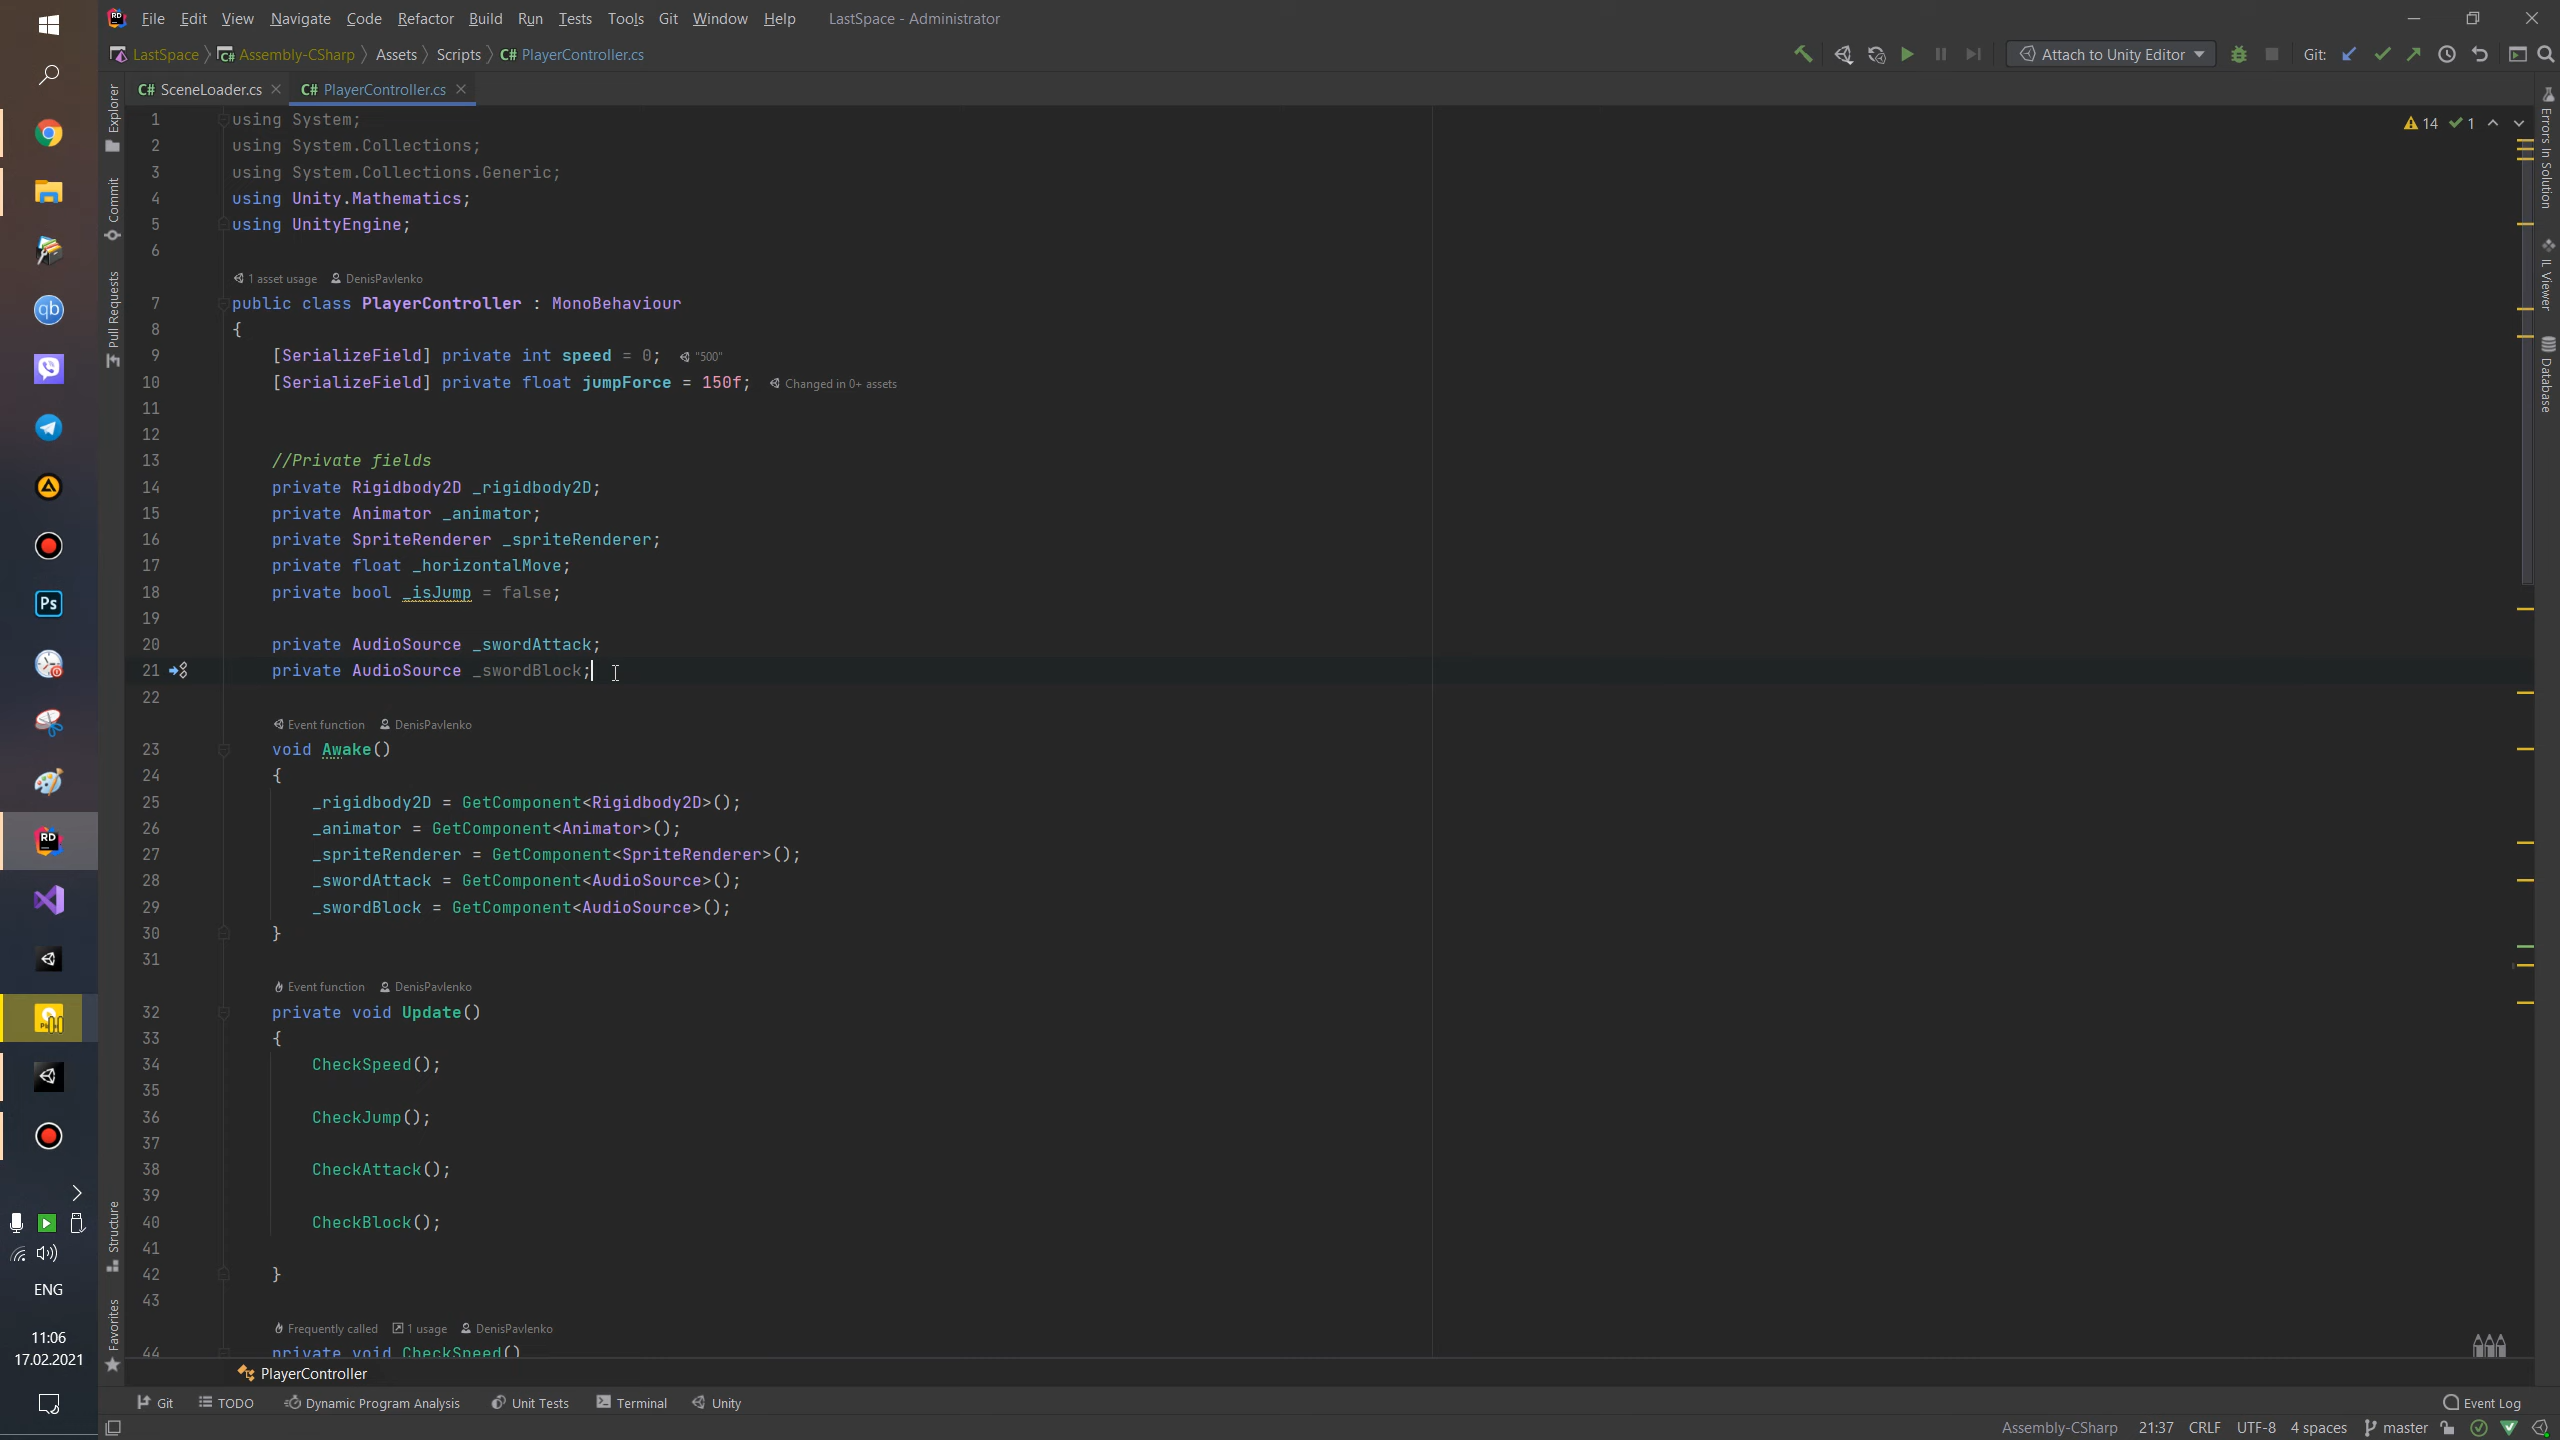 File Edit View Navigate Code Refactor Build Run Tests Tools Git Window Help LastSpace - Administrator
LastSpace Assembly-CSharp Assets Scripts C# PlayerController.cs Attach to Unity Editor Git:
C# SceneLoader.cs C# PlayerController.cs
14 1
1 using System;
2 using System.Collections;
3 using System.Collections.Generic;
4 using Unity.Mathematics;
5 using UnityEngine;
6
1 asset usage DenisPavlenko
7 public class PlayerController : MonoBehaviour
8 {
9 [SerializeField] private int speed = 0; "500"
10 [SerializeField] private float jumpForce = 150f; Changed in 0+ assets
11
12
13 //Private fields
14 private Rigidbody2D _rigidbody2D;
15 private Animator _animator;
16 private SpriteRenderer _spriteRenderer;
17 private float _horizontalMove;
18 private bool _isJump = false;
19
20 private AudioSource _swordAttack;
21 private AudioSource _swordBlock;
22
Event function DenisPavlenko
23 void Awake()
24 {
25 _rigidbody2D = GetComponent<Rigidbody2D>();
26 _animator = GetComponent<Animator>();
27 _spriteRenderer = GetComponent<SpriteRenderer>();
28 _swordAttack = GetComponent<AudioSource>();
29 _swordBlock = GetComponent<AudioSource>();
30 }
31
Event function DenisPavlenko
32 private void Update()
33 {
34 CheckSpeed();
35
36 CheckJump();
37
38 CheckAttack();
39
40 CheckBlock();
41
42 }
43
Frequently called 1 usage DenisPavlenko
44 private void CheckSpeed()
PlayerController
Git TODO Dynamic Program Analysis Unit Tests Terminal Unity Event Log
Assembly-CSharp 21:37 CRLF UTF-8 4 spaces master
Explorer
Commit
Pull Requests
Structure
Favorites
Errors In Solution
IL Viewer
Database
RD
qb
Ps
ENG
11:06
17.02.2021